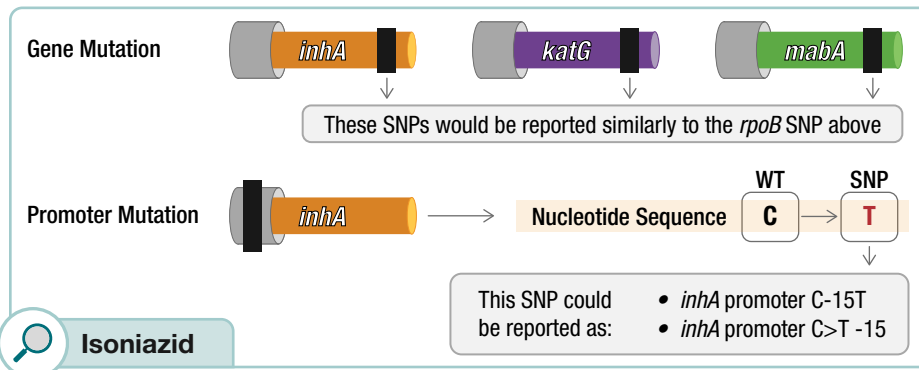 Gene Mutation
inhA
katG
mabA
These SNPs would be reported similarly to the rpoB SNP above
WT
SNP
Promoter Mutation
inhA
Nucleotide Sequence
C
T
This SNP could
be reported as:
• inhA promoter C-15T
• inhA promoter C>T -15
Isoniazid